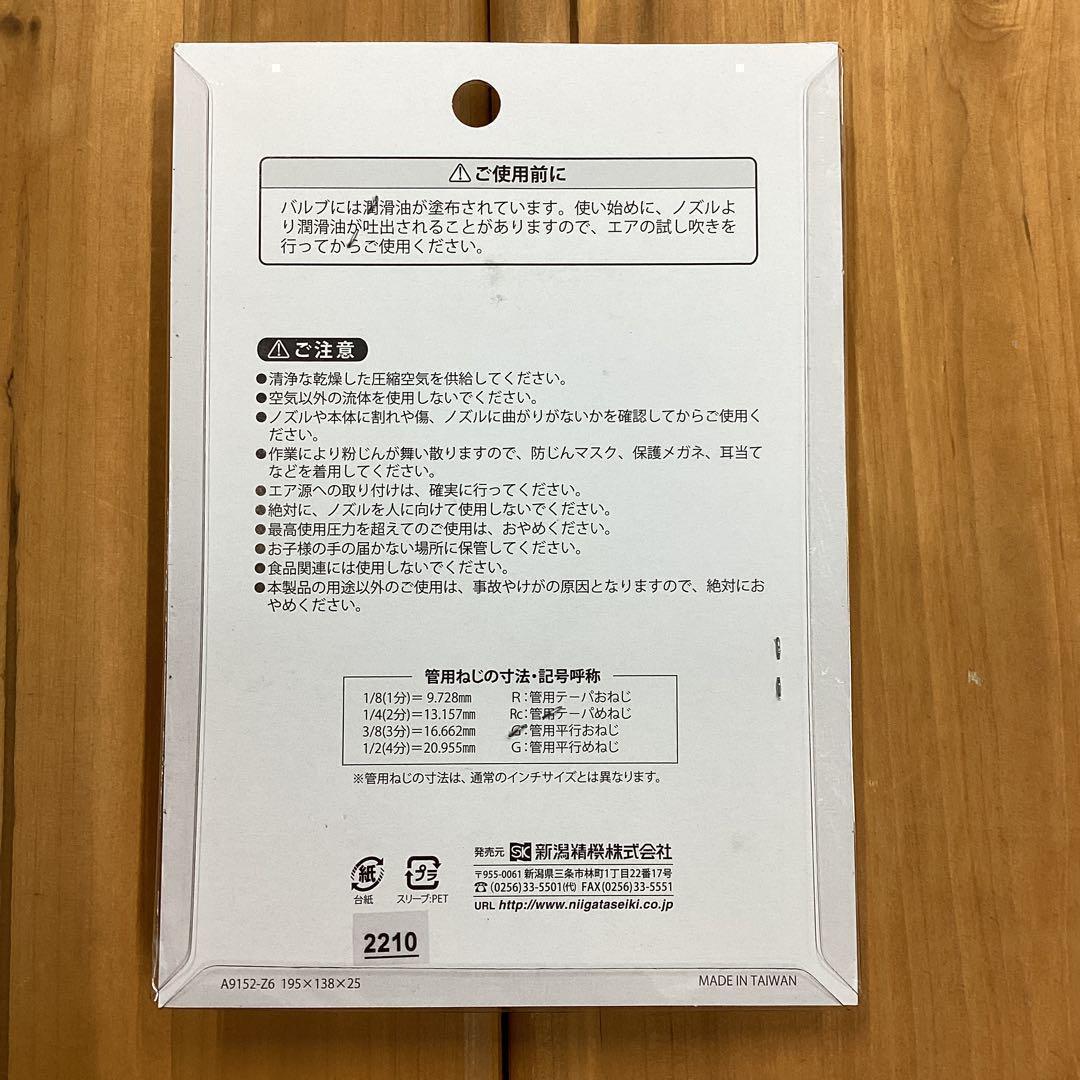 ⚠ご使用前に
バルブには潤滑油が塗布されています。使い始めに、ノズルよ
り潤滑油が吐出されることがありますので、エアの試し吹きを
行ってからご使用ください。
⚠ご注意
●清浄な乾燥した圧縮空気を供給してください。
●空気以外の流体を使用しないでください。
●ノズルや本体に割れや傷、ノズルに曲がりがないかを確認してからご使用く
ださい。
●作業により粉じんが舞い散りますので、防じんマスク、保護メガネ、耳当て
などを着用してください。
●エア源への取り付けは、確実に行ってください。
●絶対に、ノズルを人に向けて使用しないでください。
●最高使用圧力を超えてのご使用は、おやめください。
●お子様の手の届かない場所に保管してください。
●食品関連には使用しないでください。
●本製品の用途以外のご使用は、事故やけがの原因となりますので、絶対にお
やめください。
管用ねじの寸法・記号呼称
1/8(1分)＝ 9.728㎜ R：管用テーパおねじ
1/4(2分)＝13.157㎜ Rc：管用テーパめねじ
3/8(3分)＝16.662㎜ G：管用平行おねじ
1/2(4分)＝20.955㎜ G：管用平行めねじ
※管用ねじの寸法は、通常のインチサイズとは異なります。
発売元 SK 新潟精機株式会社
〒955-0061 新潟県三条市林町1丁目22番17号
☎(0256)33-5501(代) FAX(0256)33-5551
URL http://www.niigataseiki.co.jp
紙 プラ
台紙 スリーブ:PET
2210
A9152-Z6 195×138×25
MADE IN TAIWAN